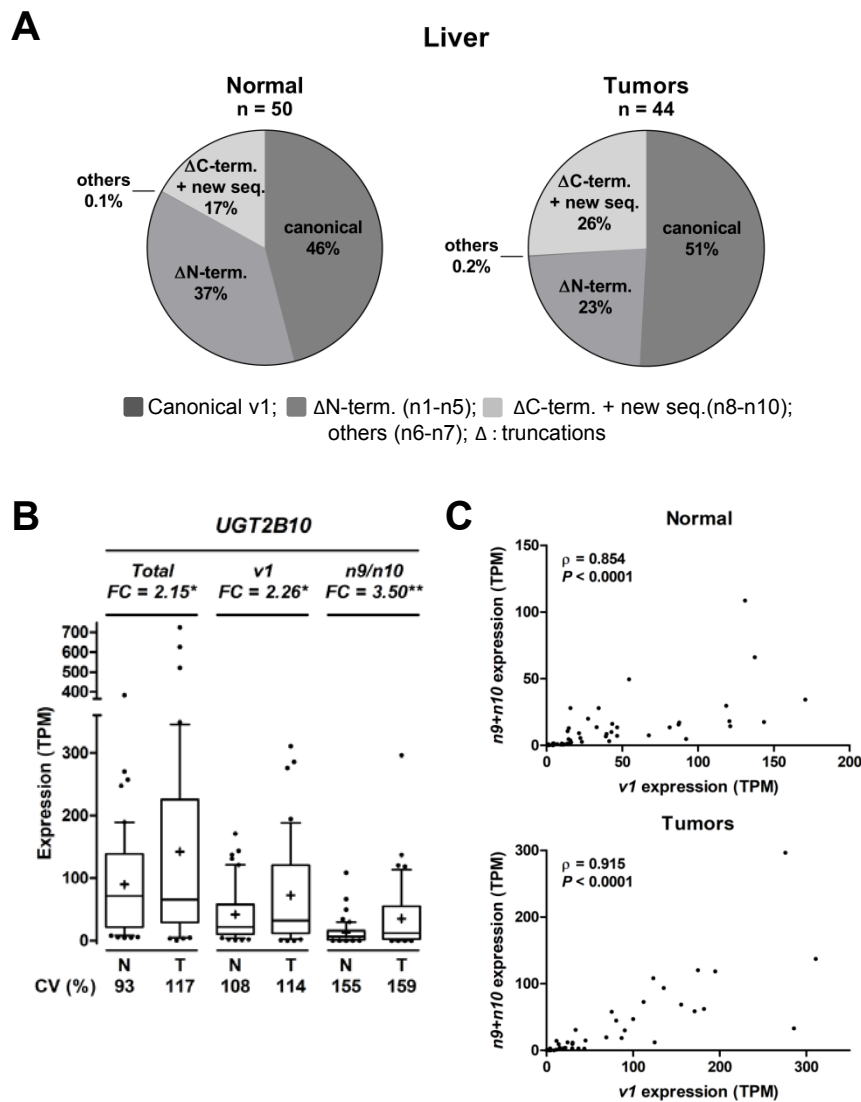 A
Liver
Normal
n = 50
ΔC-term.
+ new seq.
17%
others
0.1%
canonical
46%
ΔN-term.
37%
Tumors
n = 44
ΔC-term.
+ new seq.
26%
others
0.2%
canonical
51%
ΔN-term.
23%
Canonical v1; ΔN-term. (n1-n5); ΔC-term. + new seq.(n8-n10);
others (n6-n7); Δ : truncations
B
UGT2B10
Total v1 n9/n10
FC = 2.15* FC = 2.26* FC = 3.50**
Expression (TPM)
700
600
500
400
300
200
100
0
N T N T N T
CV (%) 93 117 108 114 155 159
C
Normal
n9+n10 expression (TPM)
ρ = 0.854
P < 0.0001
150
100
50
0
0 50 100 150 200
v1 expression (TPM)
Tumors
n9+n10 expression (TPM)
ρ = 0.915
P < 0.0001
300
200
100
0
0 100 200 300
v1 expression (TPM)